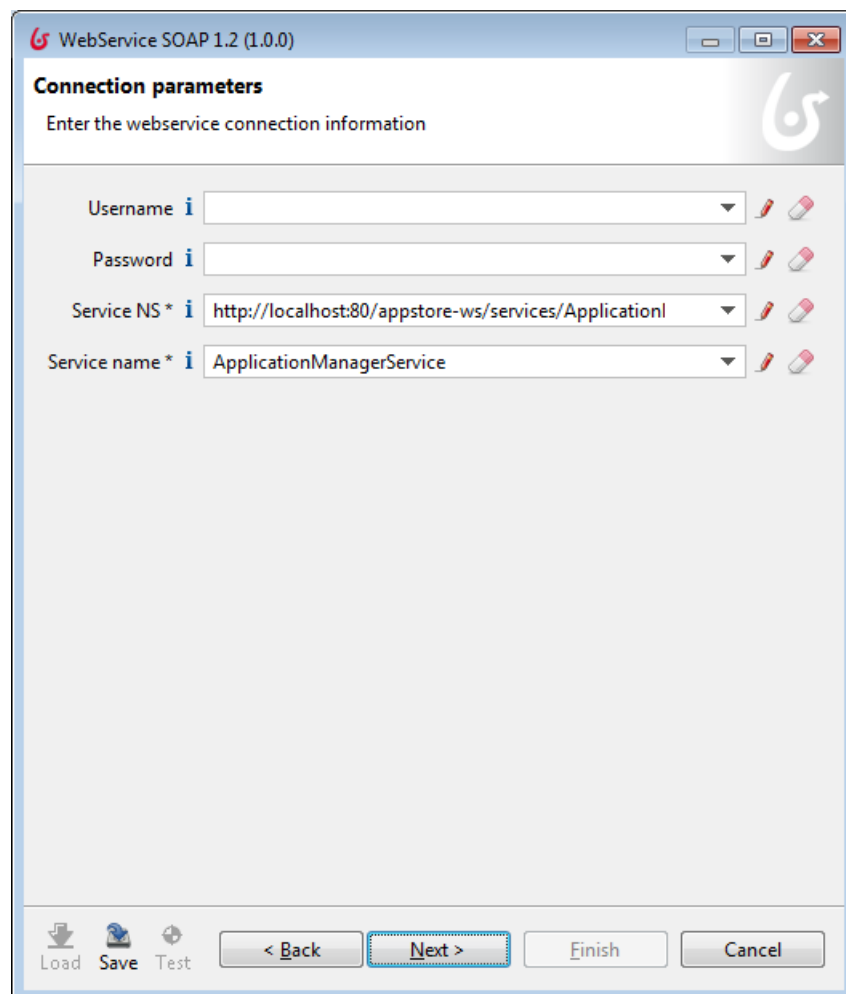 WebService SOAP 1.2 (1.0.0)
Connection parameters
Enter the webservice connection information
Username
Password
Service NS * http://localhost:80/appstore-ws/services/Applicationl
Service name * ApplicationManagerService
Load Save Test < Back Next > Finish Cancel